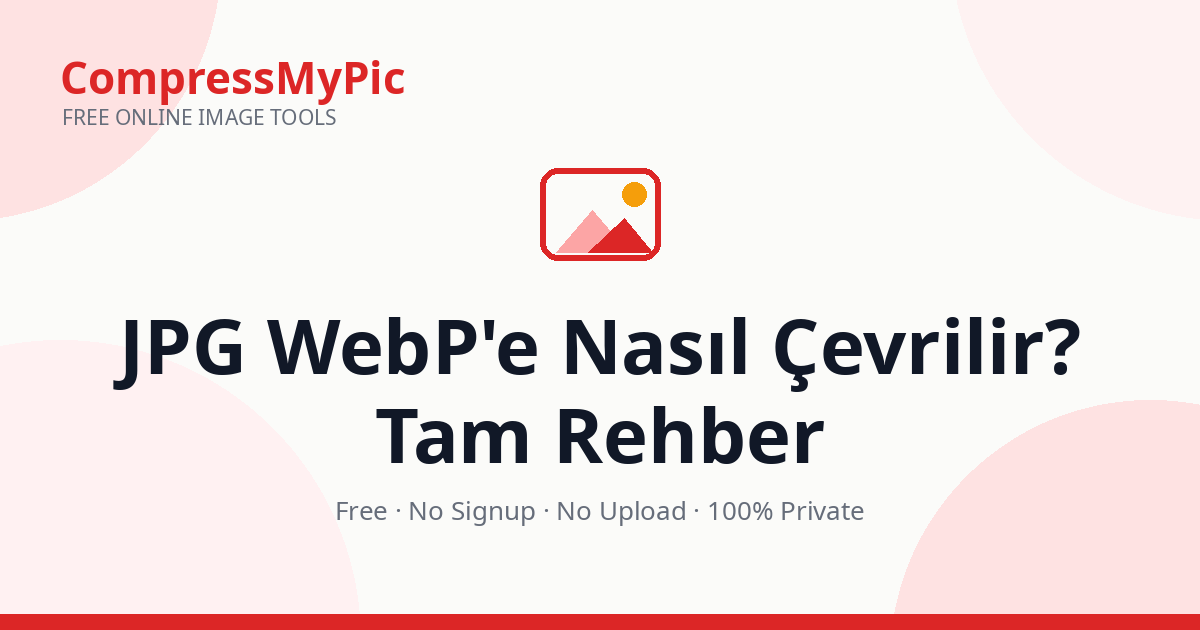 CompressMyPic
FREE ONLINE IMAGE TOOLS
JPG WebP'e Nasıl Çevrilir?
Tam Rehber
Free · No Signup · No Upload · 100% Private